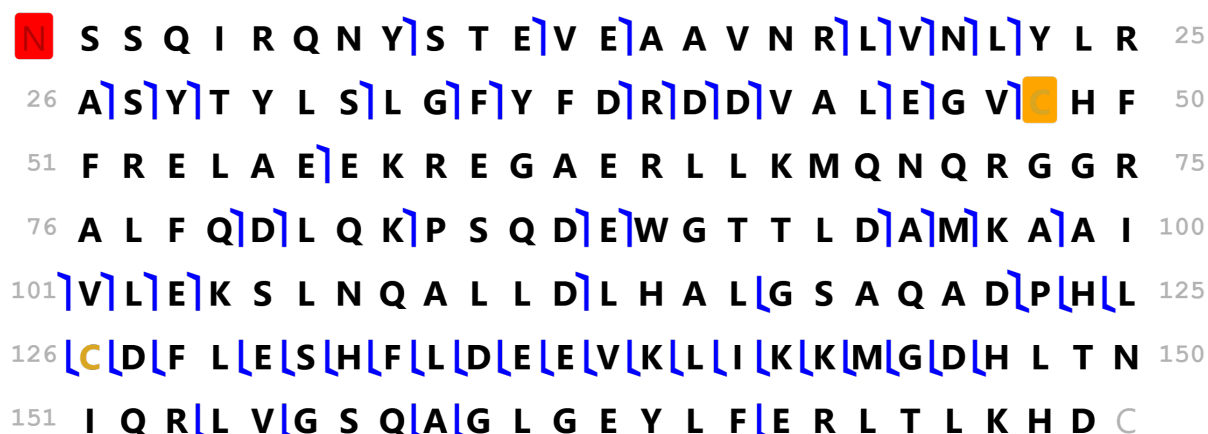 N S S Q I R Q N Y S T E V E A A V N R L V N L Y L R 25
26 A S Y T Y L S L G F Y F D R D D V A L E G V C H F 50
51 F R E L A E E K R E G A E R L L K M Q N Q R G G R 75
76 A L F Q D L Q K P S Q D E W G T T L D A M K A A I 100
101 V L E K S L N Q A L L D L H A L G S A Q A D P H L 125
126 C D F L E S H F L D E E V K L I K K M G D H L T N 150
151 I Q R L V G S Q A G L G E Y L F E R L T L K H D C